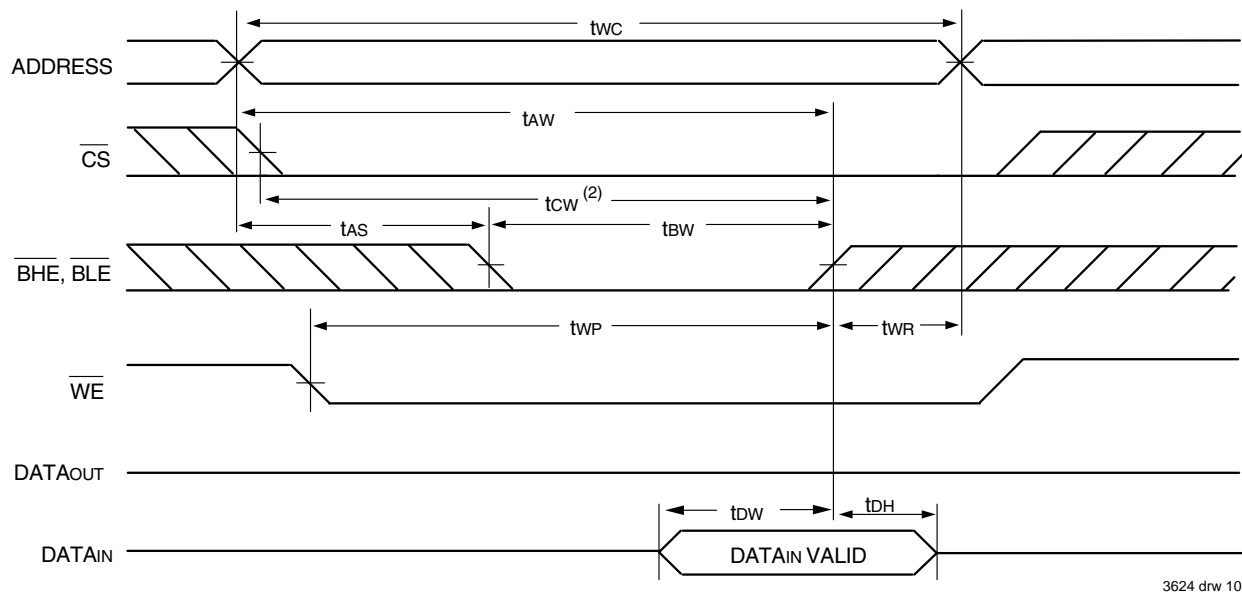 tWC
ADDRESS
tAW
CS
tCW (2)
tAS
tBW
BHE, BLE
tWP
tWR
WE
DATAOUT
tDW
tDH
DATAIN
DATAIN VALID
3624 drw 10